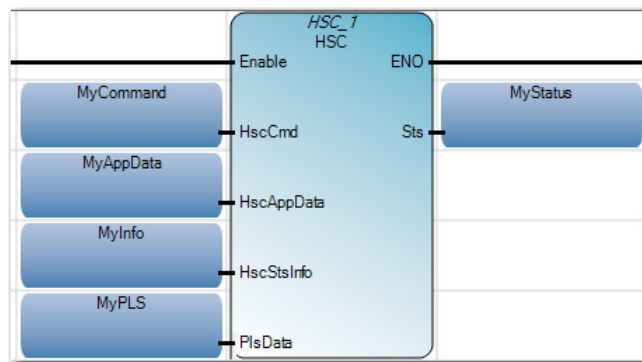 HSC_1
HSC
Enable ENO
MyCommand MyStatus
HscCmd Sts
MyAppData
HscAppData
MyInfo
HscStsInfo
MyPLS
PlsData